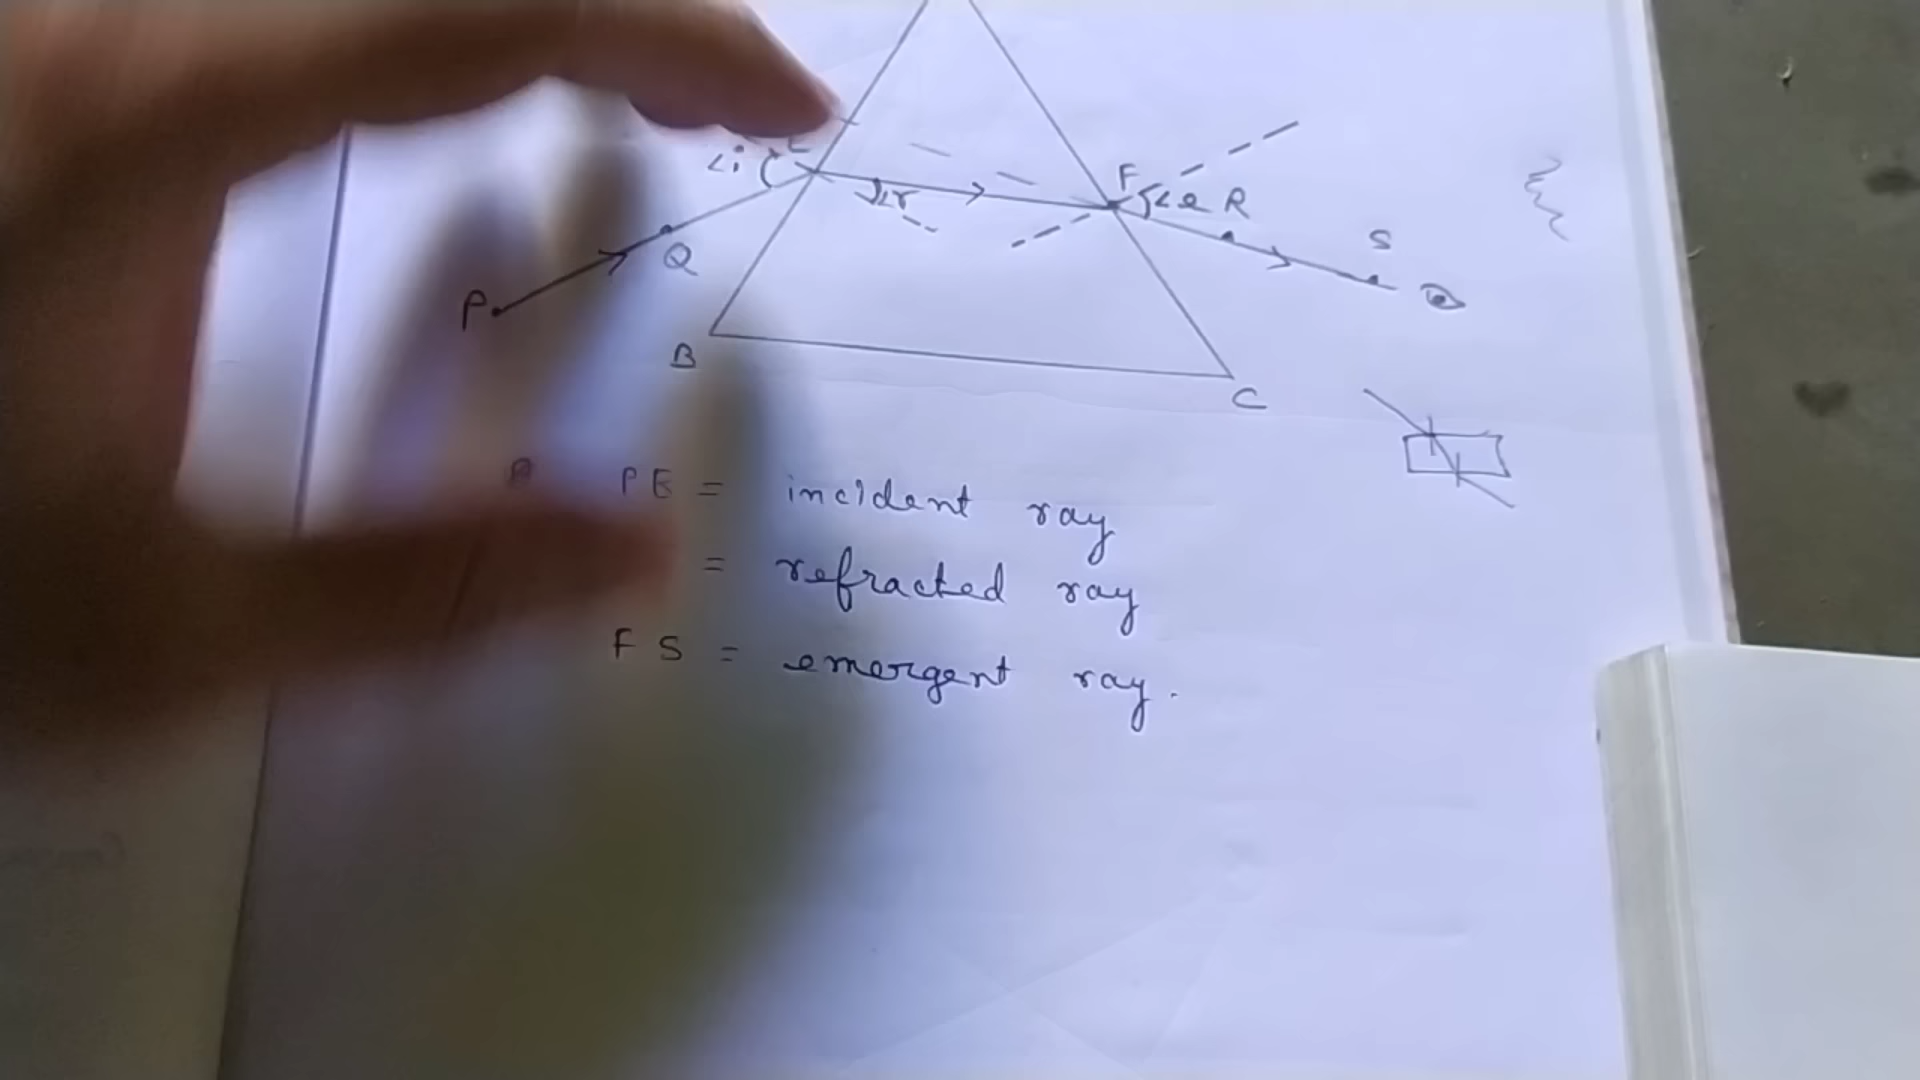 F
∠i
∠r
∠e R
S
Q
P
B
C
PE = incident ray
= refracted ray
FS = emergent ray.